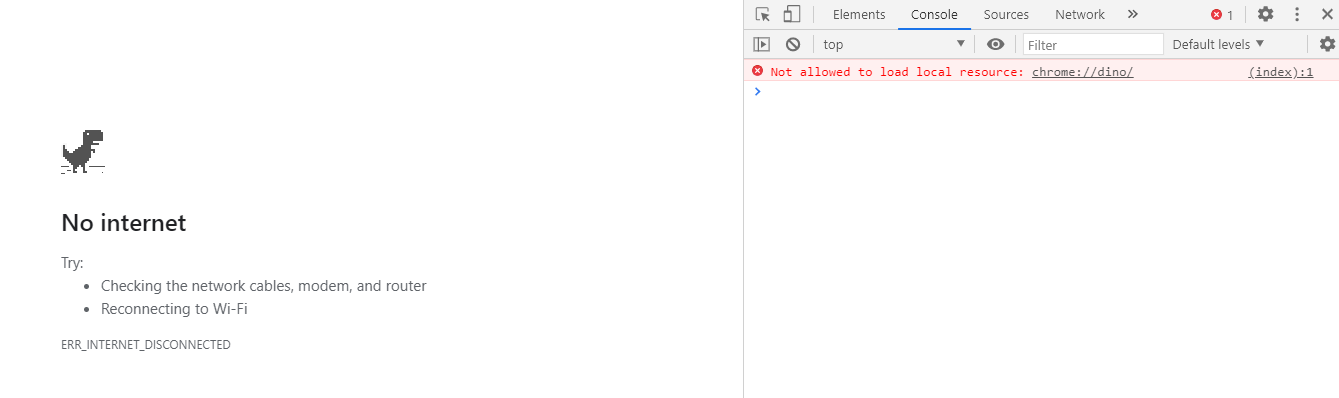 No internet
Try:
Checking the network cables, modem, and router
Reconnecting to Wi-Fi
ERR_INTERNET_DISCONNECTED
Elements Console Sources Network » 1
top Filter Default levels
Not allowed to load local resource: chrome://dino/ (index):1